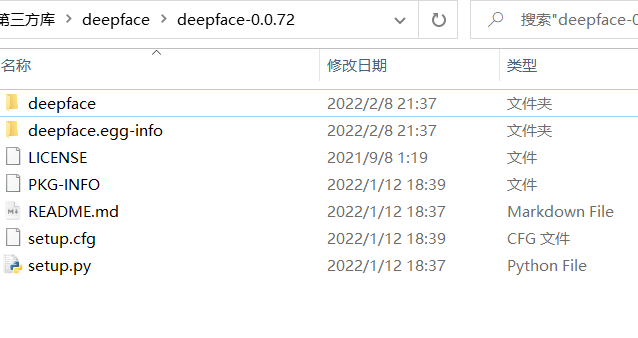 第三方库 > deepface > deepface-0.0.72 搜索"deepface-0
名称 修改日期 类型
deepface 2022/2/8 21:37 文件夹
deepface.egg-info 2022/2/8 21:37 文件夹
LICENSE 2021/9/8 1:19 文件
PKG-INFO 2022/1/12 18:39 文件
README.md 2022/1/12 18:37 Markdown File
setup.cfg 2022/1/12 18:39 CFG 文件
setup.py 2022/1/12 18:37 Python File